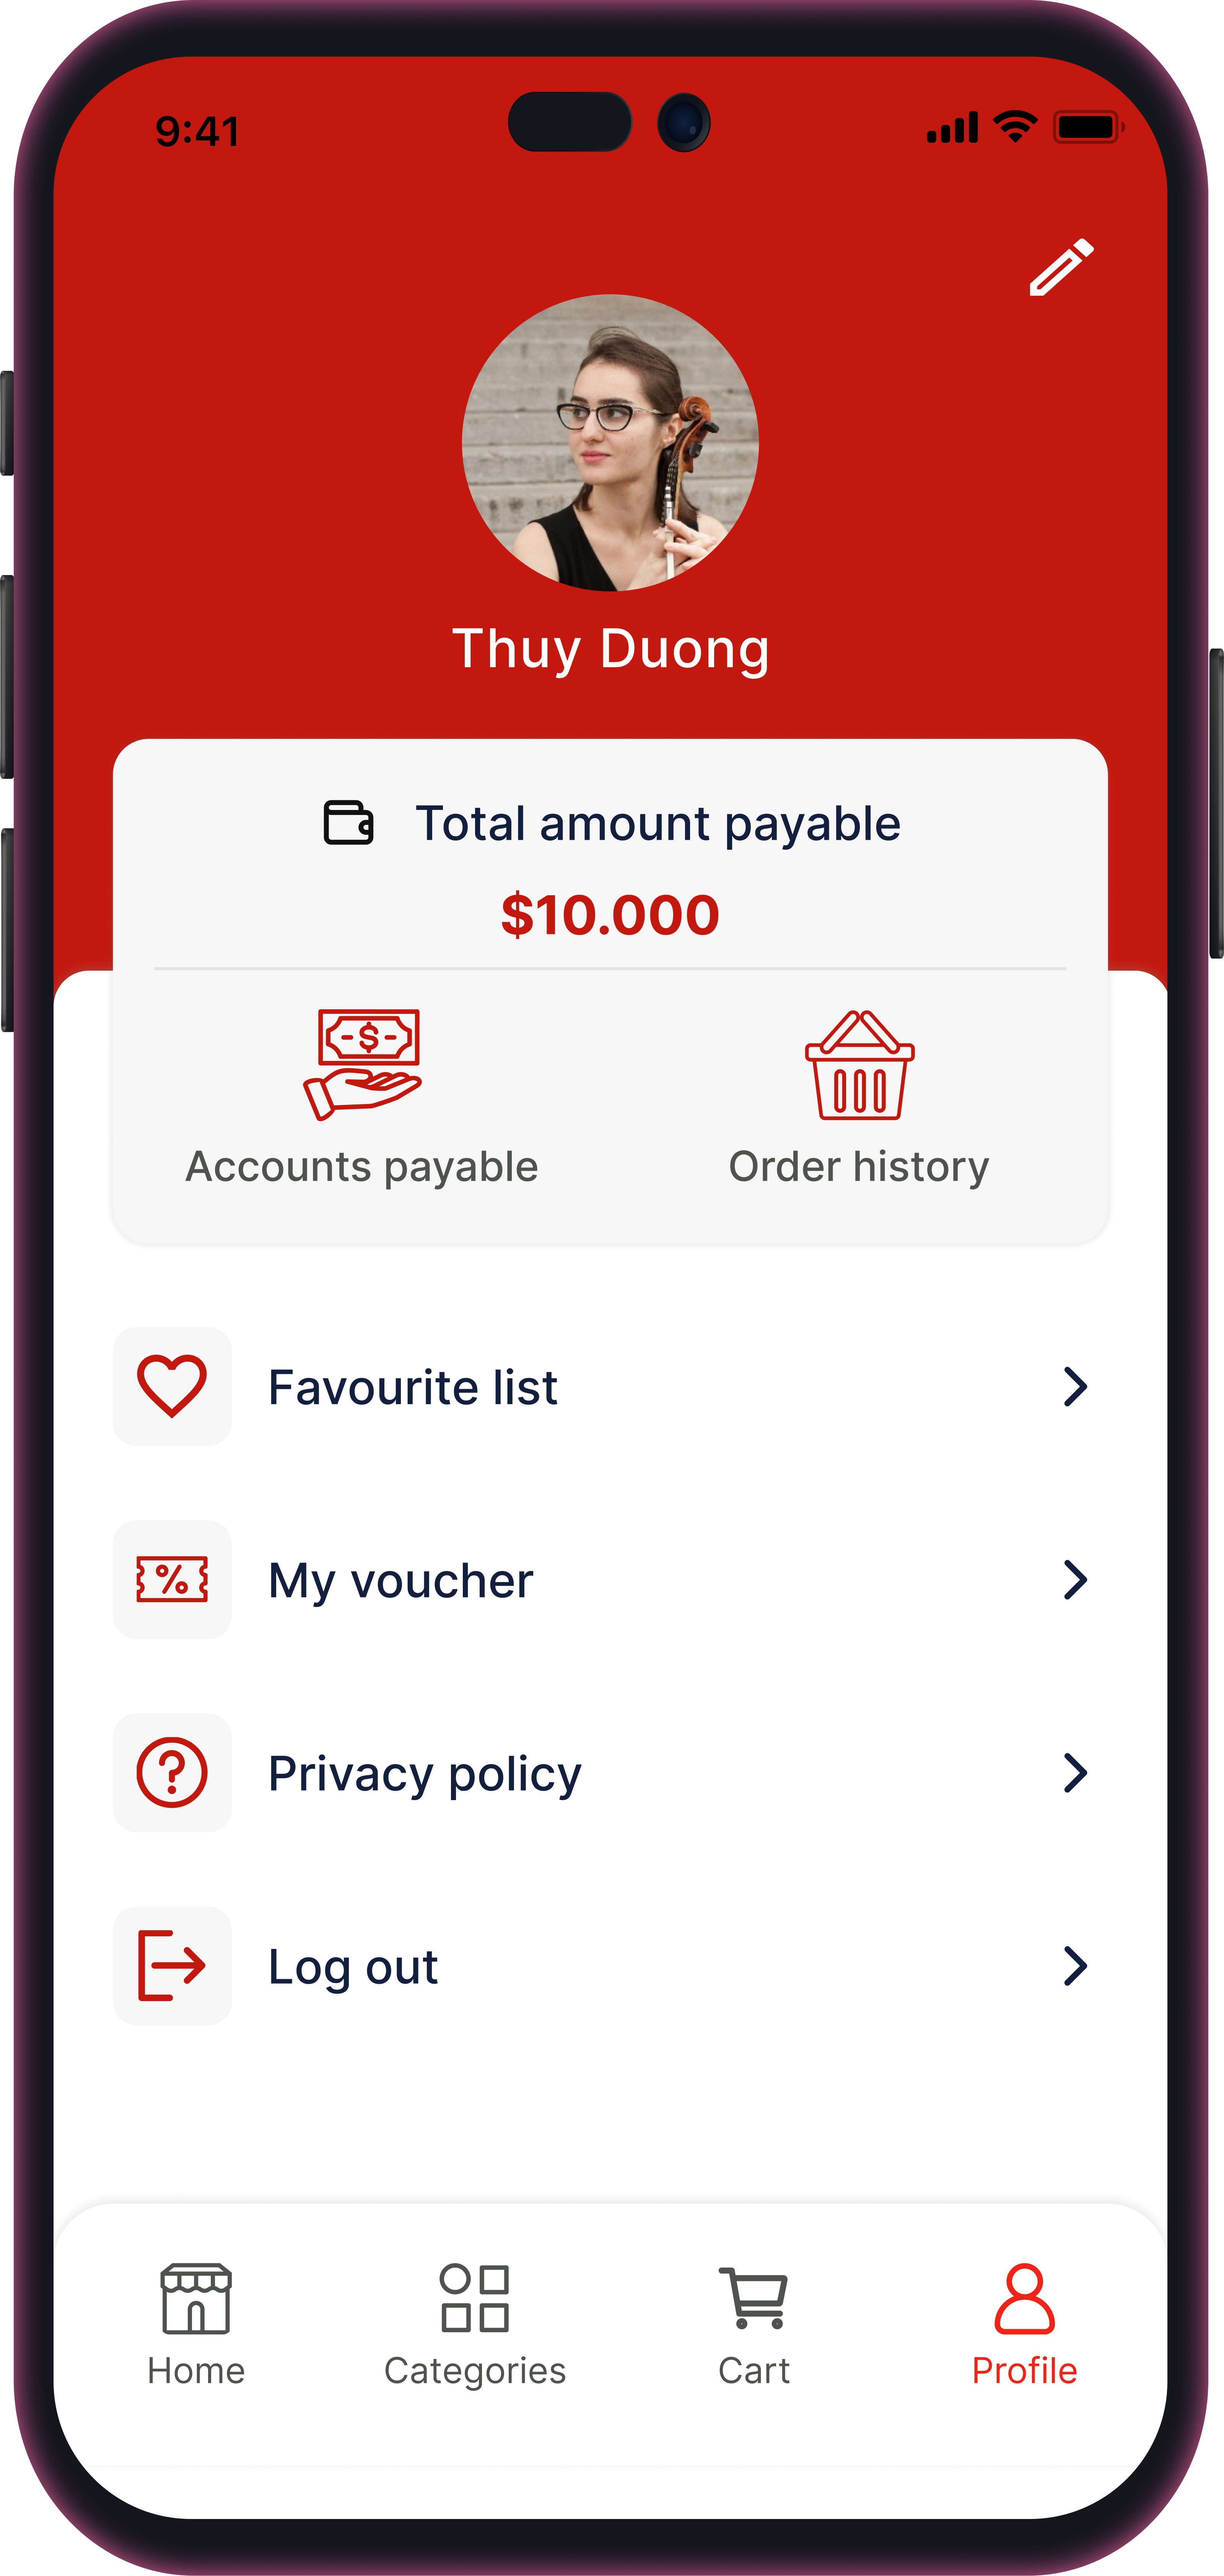 9:41
Thuy Duong
Total amount payable
$10.000
Accounts payable
Order history
Favourite list
My voucher
Privacy policy
Log out
Home
Categories
Cart
Profile